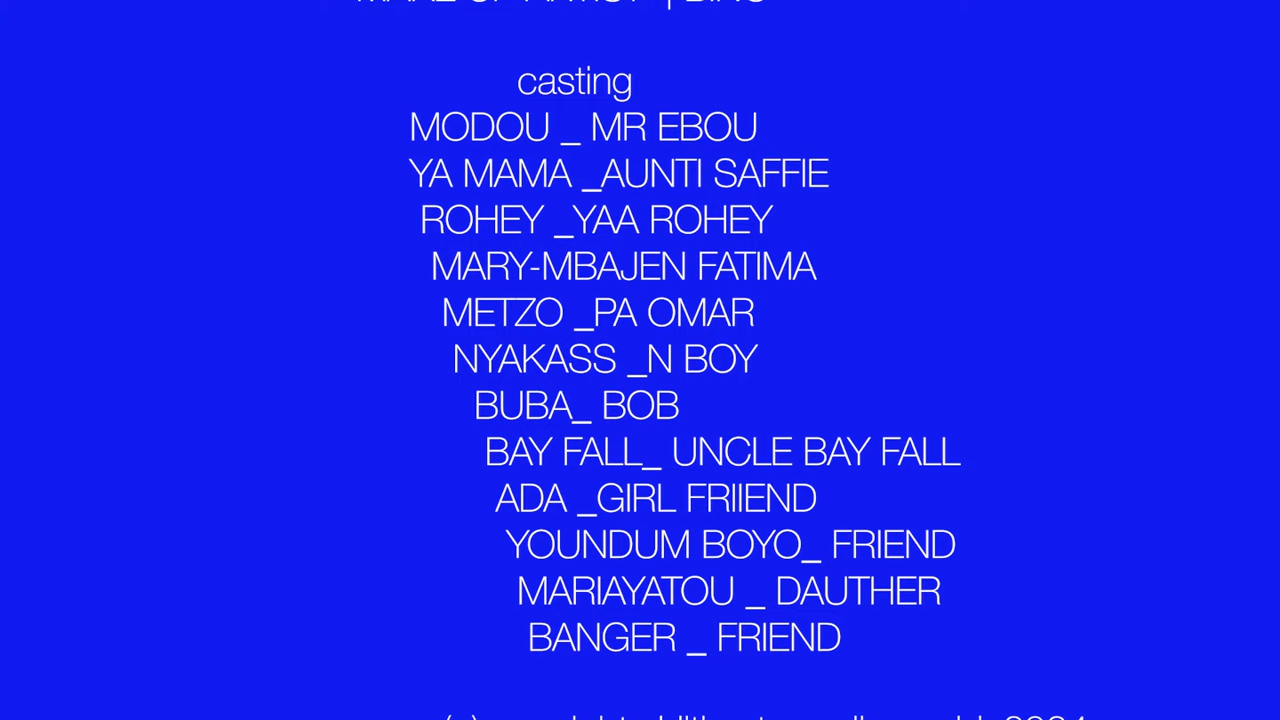 casting
MODOU _ MR EBOU
YA MAMA _AUNTI SAFFIE
ROHEY _YAA ROHEY
MARY-MBAJEN FATIMA
METZO _PA OMAR
NYAKASS _N BOY
BUBA_ BOB
BAY FALL_ UNCLE BAY FALL
ADA _GIRL FRIIEND
YOUNDUM BOYO_ FRIEND
MARIAYATOU _ DAUTHER
BANGER _ FRIEND